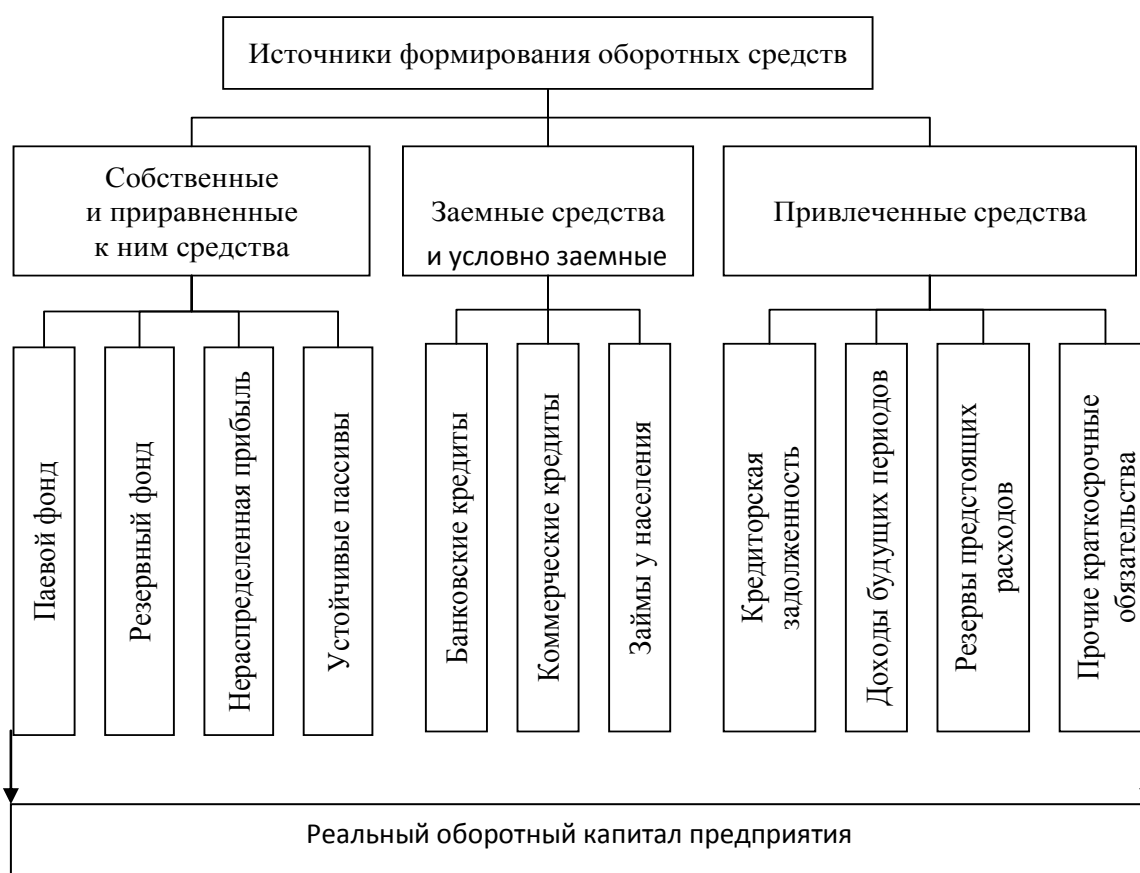 Источники формирования оборотных средств
Собственные
и приравненные
к ним средства
Заемные средства
и условно заемные
Привлеченные средства
Паевой фонд
Резервный фонд
Нераспределенная прибыль
Устойчивые пассивы
Банковские кредиты
Коммерческие кредиты
Займы у населения
Кредиторская
задолженность
Доходы будущих периодов
Резервы предстоящих
расходов
Прочие краткосрочные
обязательства
Реальный оборотный капитал предприятия